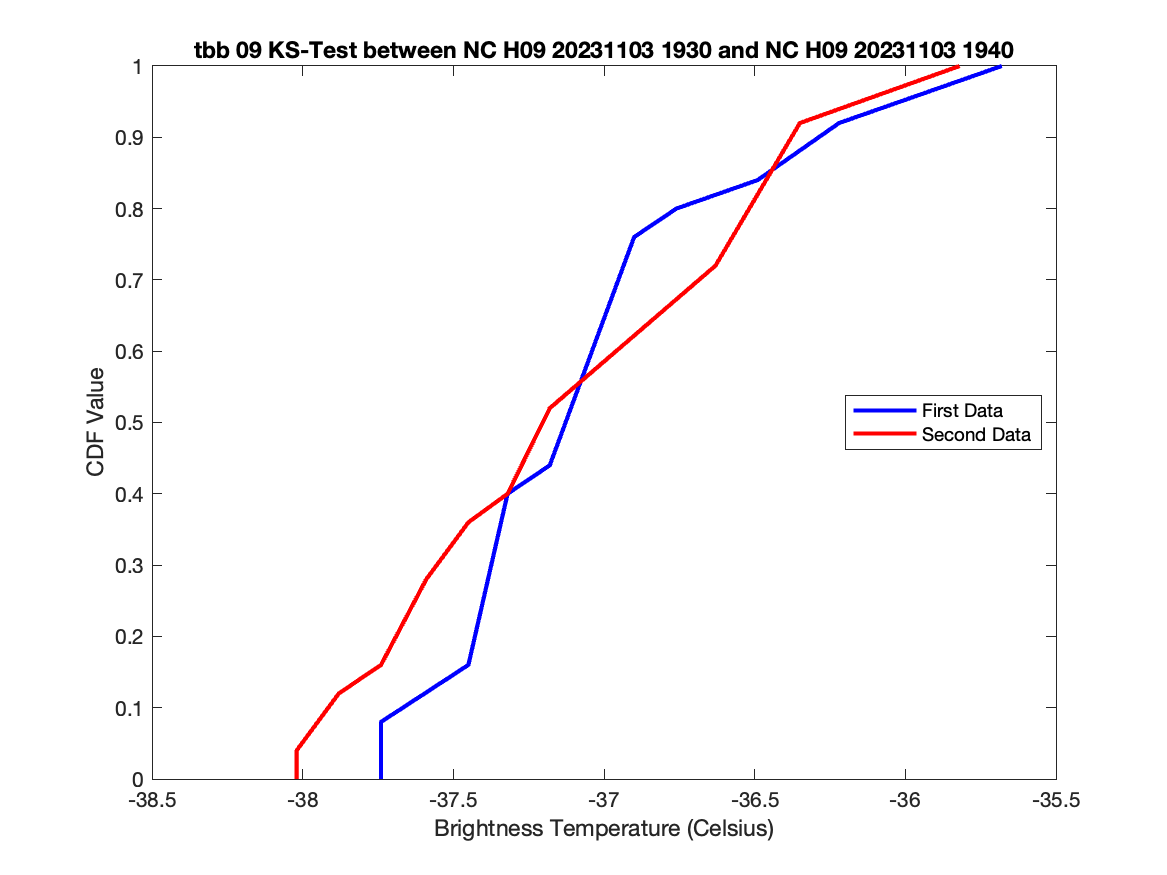 tbb 09 KS-Test between NC H09 20231103 1930 and NC H09 20231103 1940
1
0.9
0.8
0.7
0.6
0.5
0.4
0.3
0.2
0.1
0
CDF Value
First Data
Second Data
-38.5 -38 -37.5 -37 -36.5 -36 -35.5
Brightness Temperature (Celsius)